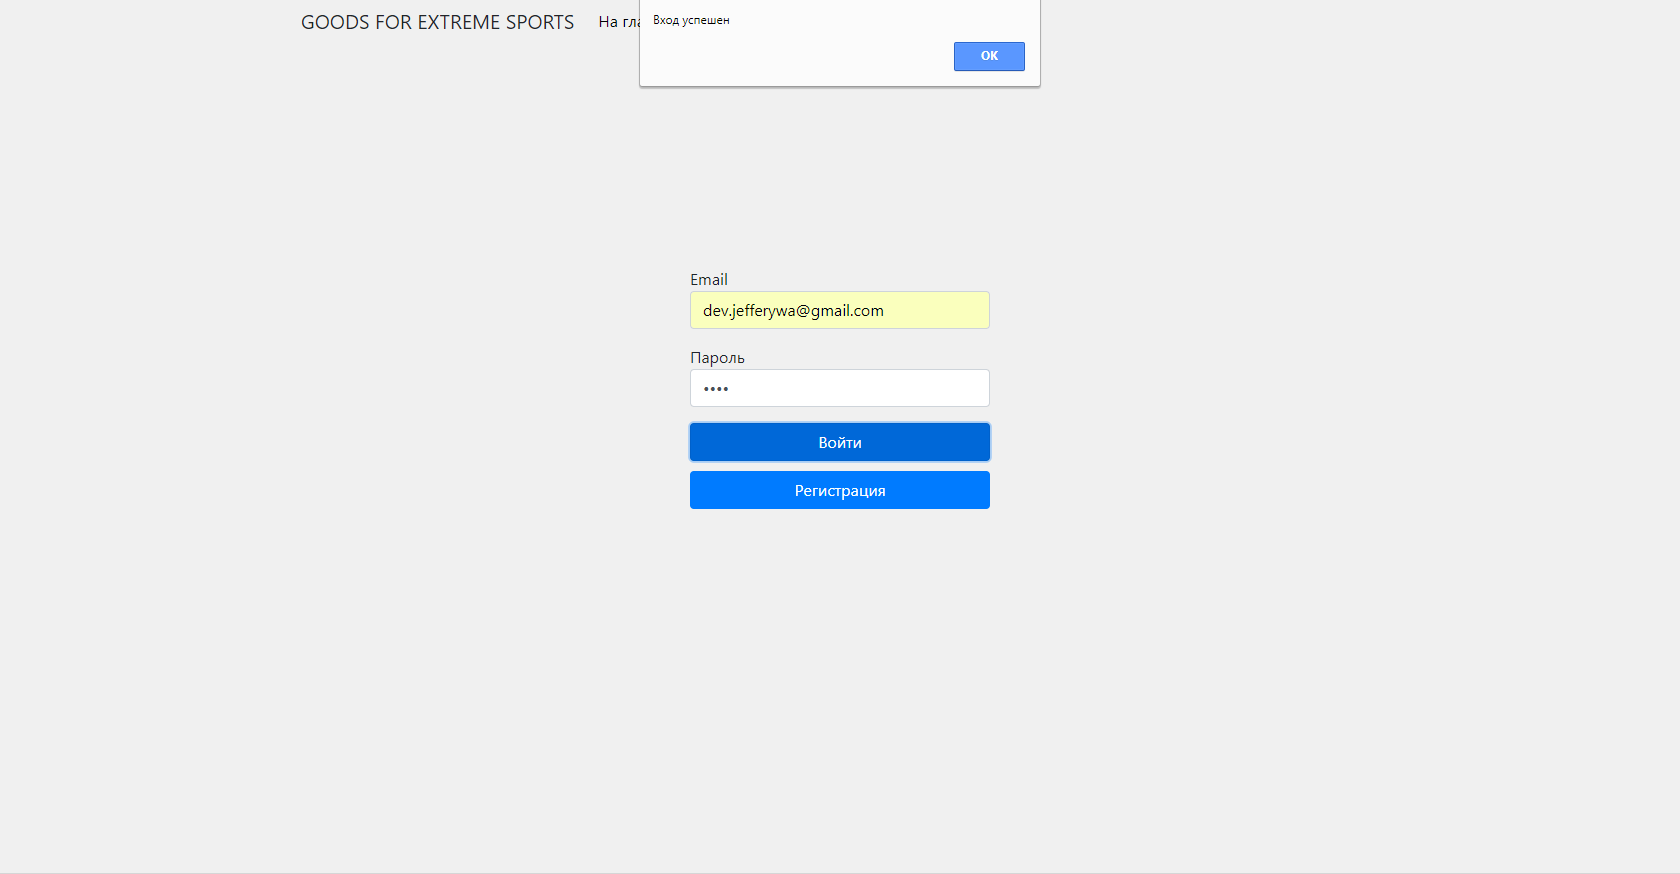 GOODS FOR EXTREME SPORTS
Вход успешен
OK
Email
dev.jefferywa@gmail.com
Пароль
••••
Войти
Регистрация